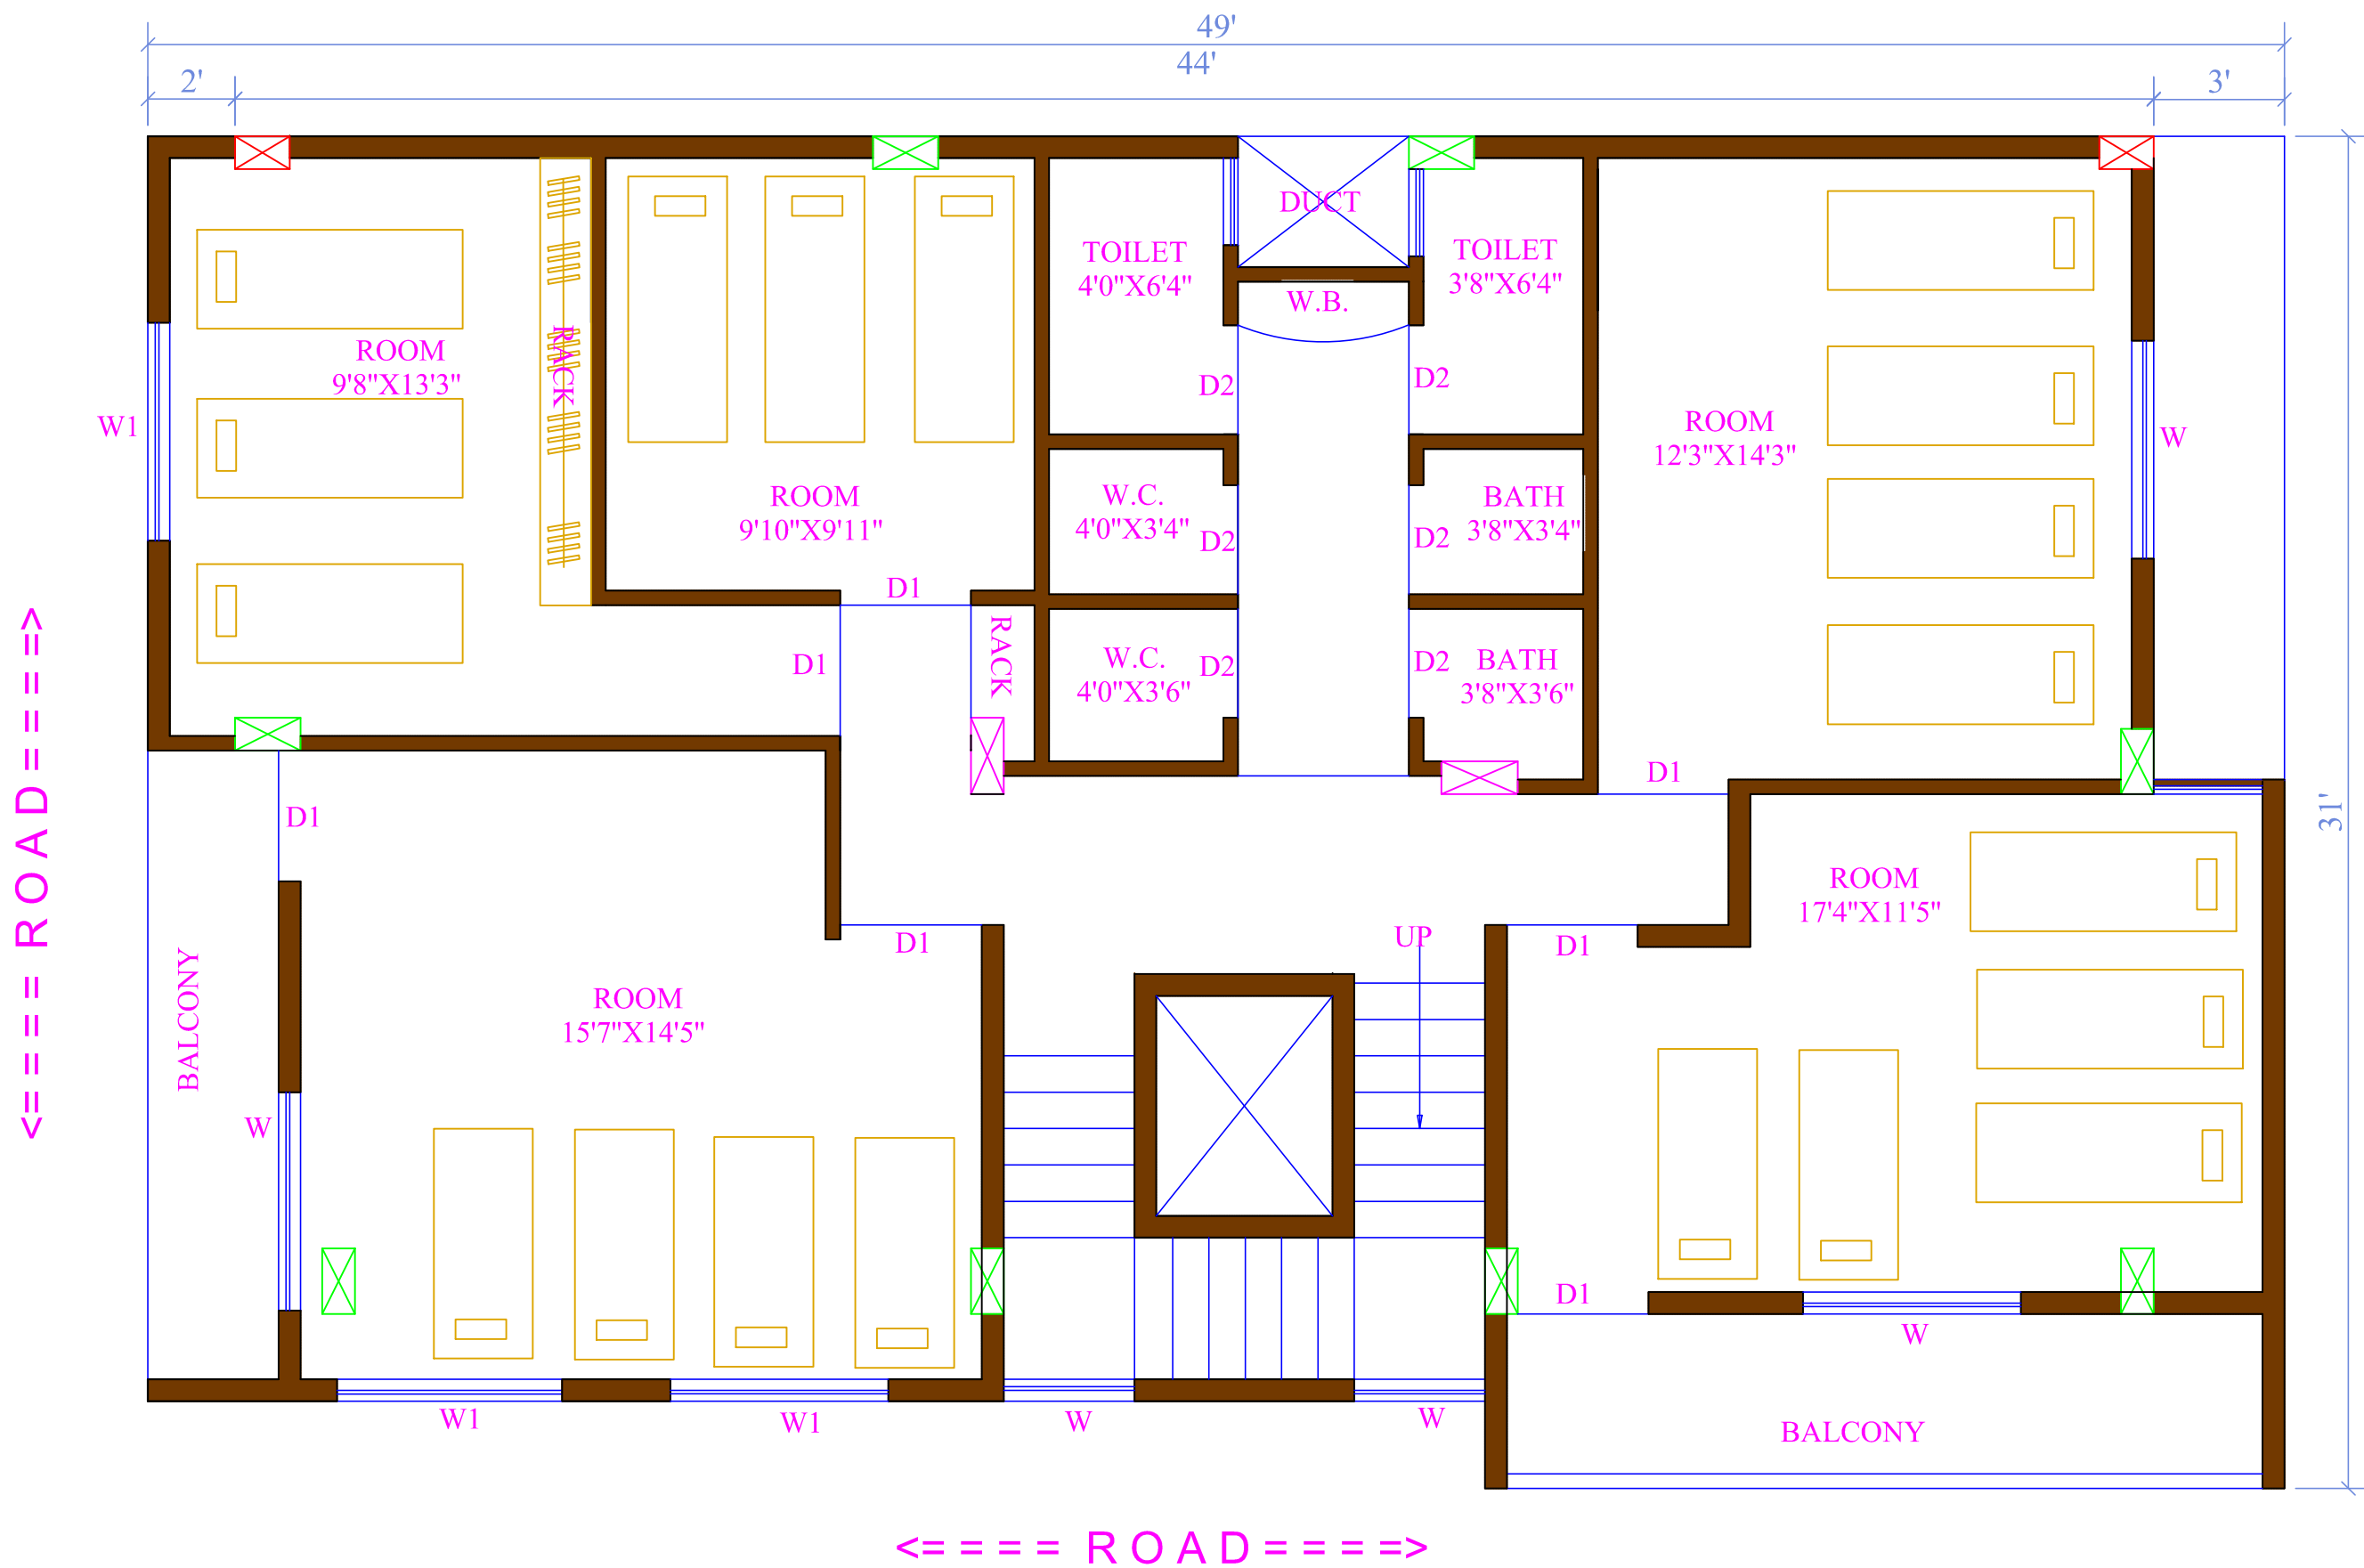 49'
44'
2'
3'
DUCT
TOILET
4'0"X6'4"
TOILET
3'8"X6'4"
W.B.
RACK
ROOM
9'8"X13'3"
W1
D2
D2
ROOM
12'3"X14'3"
W
ROOM
9'10"X9'11"
W.C.
4'0"X3'4"
D2
D2
BATH
3'8"X3'4"
D1
RACK
D1
W.C.
4'0"X3'6"
D2
D2
BATH
3'8"X3'6"
D1
D1
31'
<==== ROAD====>
ROOM
17'4"X11'5"
D1
UP
D1
BALCONY
ROOM
15'7"X14'5"
W
D1
W
W1
W1
W
W
BALCONY
<==== ROAD====>